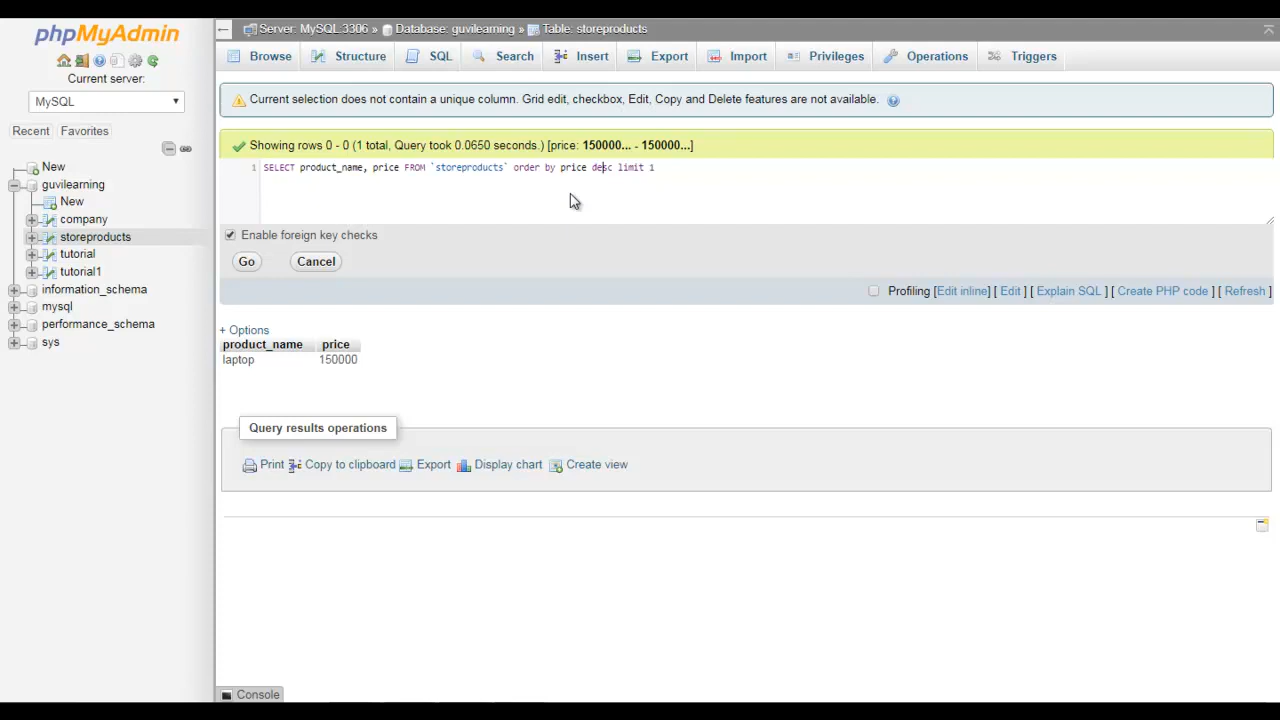 phpMyAdmin
Current server:
MySQL
Recent Favorites
New
guvilearning
New
company
storeproducts
tutorial
tutorial1
information_schema
mysql
performance_schema
sys
Server: MySQL:3306 » Database: guvilearning » Table: storeproducts
Browse Structure SQL Search Insert Export Import Privileges Operations Triggers
Current selection does not contain a unique column. Grid edit, checkbox, Edit, Copy and Delete features are not available.
Showing rows 0 - 0 (1 total, Query took 0.0650 seconds.) [price: 150000... - 150000...]
1 SELECT product_name, price FROM `storeproducts` order by price desc limit 1
Enable foreign key checks
Go Cancel
Profiling [Edit inline] [ Edit ] [ Explain SQL ] [ Create PHP code ] [ Refresh ]
+ Options
product_name price
laptop 150000
Query results operations
Print Copy to clipboard Export Display chart Create view
Console